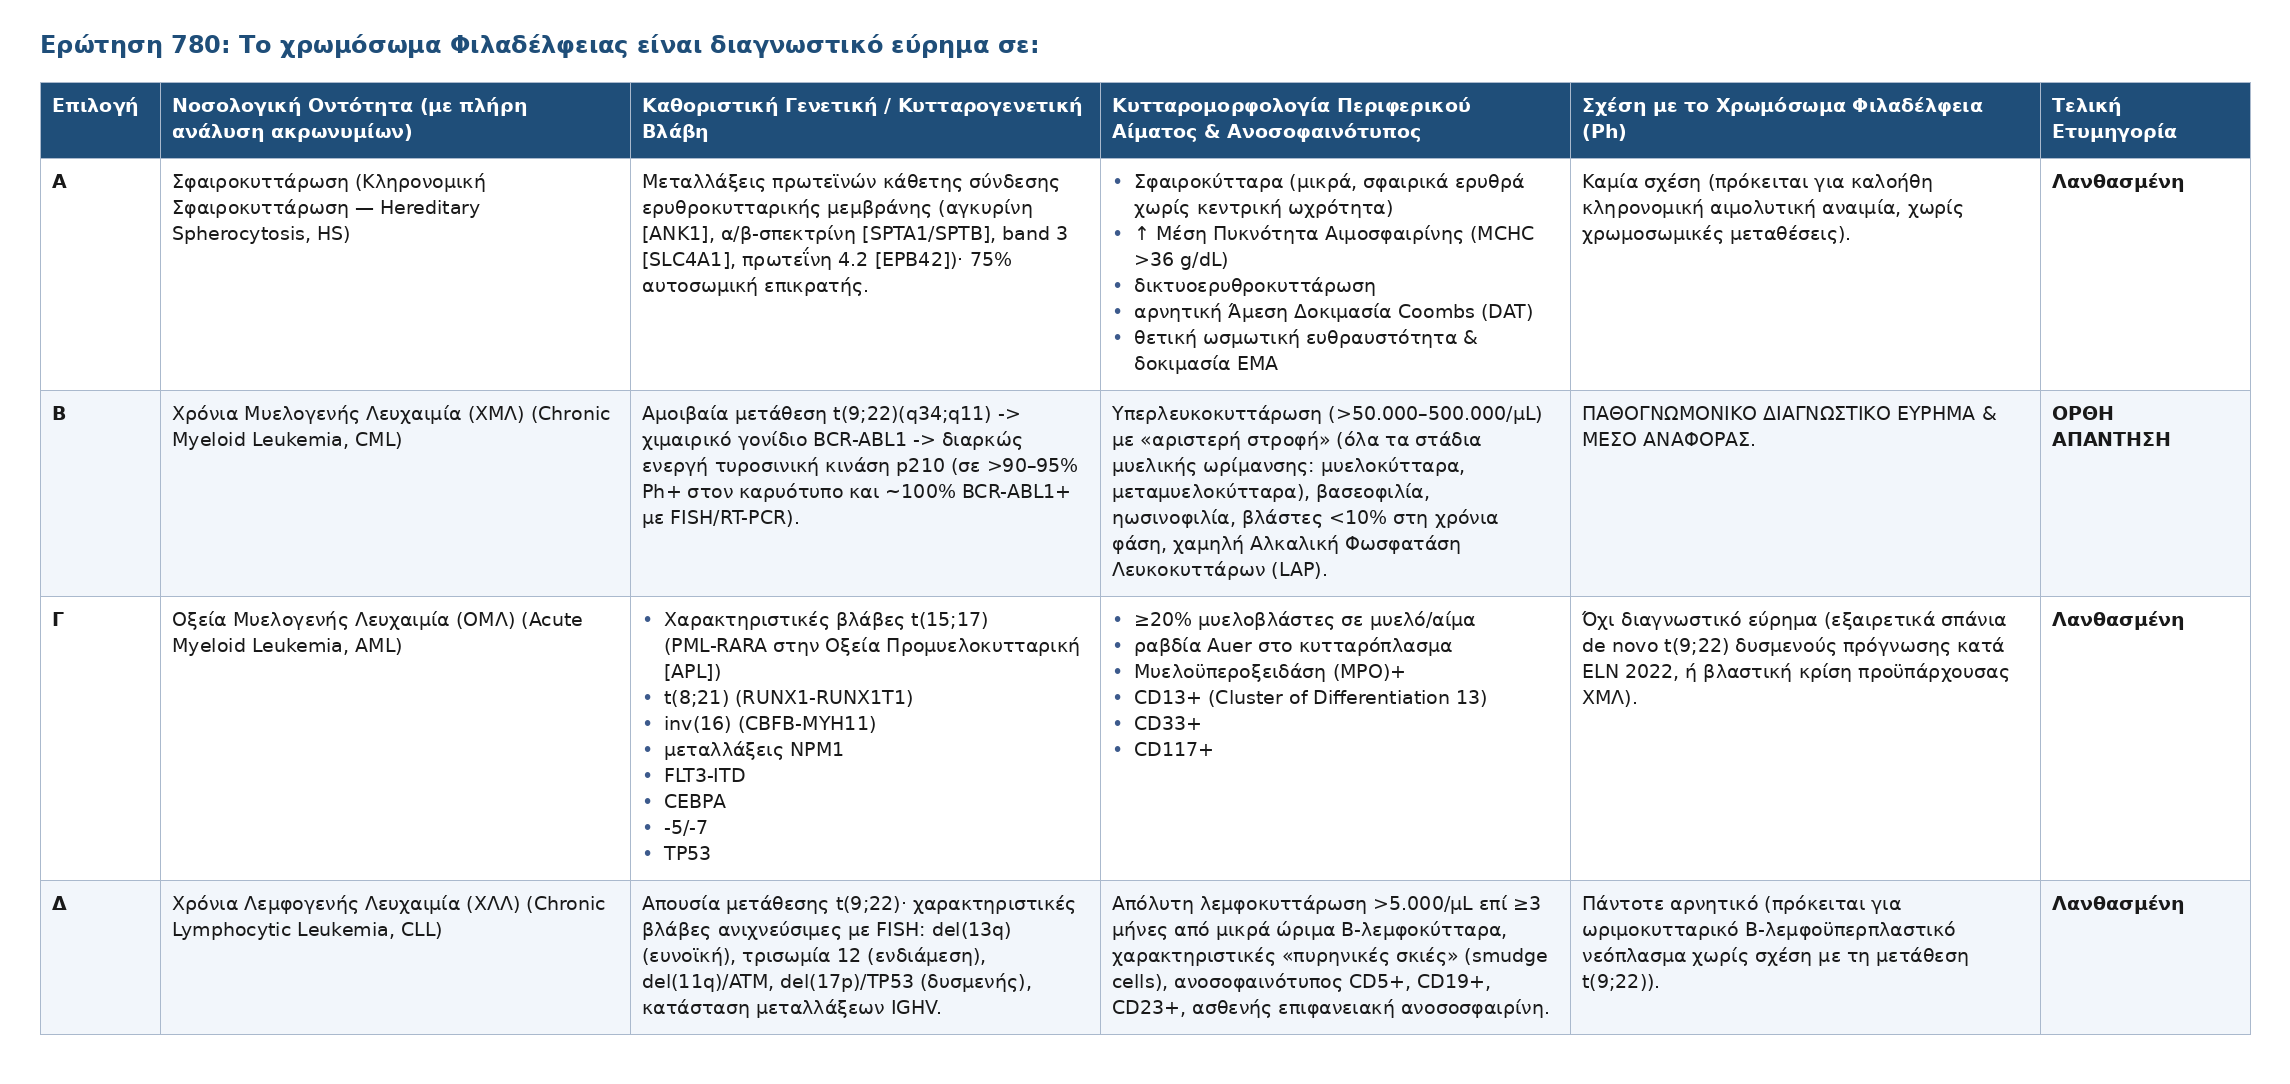 Ερώτηση 780: Το χρωμόσωμα Φιλαδέλφειας είναι διαγνωστικό εύρημα σε:
Επιλογή
Νοσολογική Οντότητα (με πλήρη
ανάλυση ακρωνυμίων)
Καθοριστική Γενετική / Κυτταρογενετική
Βλάβη
Κυτταρομορφολογία Περιφερικού
Αίματος & Ανοσοφαινότυπος
Σχέση με το Χρωμόσωμα Φιλαδέλφεια
(Ph)
Τελική
Ετυμηγορία
Α
Σφαιροκυττάρωση (Κληρονομική
Σφαιροκυττάρωση — Hereditary
Spherocytosis, HS)
Μεταλλάξεις πρωτεϊνών κάθετης σύνδεσης
ερυθροκυτταρικής μεμβράνης (αγκυρίνη
[ANK1], α/β-σπεκτρίνη [SPTA1/SPTB], band 3
[SLC4A1], πρωτεΐνη 4.2 [EPB42])· 75%
αυτοσωμική επικρατής.
• Σφαιροκύτταρα (μικρά, σφαιρικά ερυθρά
χωρίς κεντρική ωχρότητα)
• ↑ Μέση Πυκνότητα Αιμοσφαιρίνης (MCHC
>36 g/dL)
• δικτυοερυθροκυττάρωση
• αρνητική Άμεση Δοκιμασία Coombs (DAT)
• θετική ωσμωτική ευθραυστότητα &
δοκιμασία EMA
Καμία σχέση (πρόκειται για καλοήθη
κληρονομική αιμολυτική αναιμία, χωρίς
χρωμοσωμικές μεταθέσεις).
Λανθασμένη
Β
Χρόνια Μυελογενής Λευχαιμία (ΧΜΛ) (Chronic
Myeloid Leukemia, CML)
Αμοιβαία μετάθεση t(9;22)(q34;q11) ->
χιμαιρικό γονίδιο BCR-ABL1 -> διαρκώς
ενεργή τυροσινική κινάση p210 (σε >90–95%
Ph+ στον καρυότυπο και ~100% BCR-ABL1+
με FISH/RT-PCR).
Υπερλευκοκυττάρωση (>50.000–500.000/μL)
με «αριστερή στροφή» (όλα τα στάδια
μυελικής ωρίμανσης: μυελοκύτταρα,
μεταμυελοκύτταρα), βασεοφιλία,
ηωσινοφιλία, βλάστες <10% στη χρόνια
φάση, χαμηλή Αλκαλική Φωσφατάση
Λευκοκυττάρων (LAP).
ΠΑΘΟΓΝΩΜΟΝΙΚΟ ΔΙΑΓΝΩΣΤΙΚΟ ΕΥΡΗΜΑ &
ΜΕΣΟ ΑΝΑΦΟΡΑΣ.
ΟΡΘΗ
ΑΠΑΝΤΗΣΗ
Γ
Οξεία Μυελογενής Λευχαιμία (ΟΜΛ) (Acute
Myeloid Leukemia, AML)
• Χαρακτηριστικές βλάβες t(15;17)
(PML-RARA στην Οξεία Προμυελοκυτταρική
[APL])
• t(8;21) (RUNX1-RUNX1T1)
• inv(16) (CBFB-MYH11)
• μεταλλάξεις NPM1
• FLT3-ITD
• CEBPA
• -5/-7
• TP53
• ≥20% μυελοβλάστες σε μυελό/αίμα
• ραβδία Auer στο κυτταρόπλασμα
• Μυελοϋπεροξειδάση (MPO)+
• CD13+ (Cluster of Differentiation 13)
• CD33+
• CD117+
Όχι διαγνωστικό εύρημα (εξαιρετικά σπάνια
de novo t(9;22) δυσμενούς πρόγνωσης κατά
ELN 2022, ή βλαστική κρίση προϋπάρχουσας
ΧΜΛ).
Λανθασμένη
Δ
Χρόνια Λεμφογενής Λευχαιμία (ΧΛΛ) (Chronic
Lymphocytic Leukemia, CLL)
Απουσία μετάθεσης t(9;22)· χαρακτηριστικές
βλάβες ανιχνεύσιμες με FISH: del(13q)
(ευνοϊκή), τρισωμία 12 (ενδιάμεση),
del(11q)/ATM, del(17p)/TP53 (δυσμενής),
κατάσταση μεταλλάξεων IGHV.
Απόλυτη λεμφοκυττάρωση >5.000/μL επί ≥3
μήνες από μικρά ώριμα Β-λεμφοκύτταρα,
χαρακτηριστικές «πυρηνικές σκιές» (smudge
cells), ανοσοφαινότυπος CD5+, CD19+,
CD23+, ασθενής επιφανειακή ανοσοσφαιρίνη.
Πάντοτε αρνητικό (πρόκειται για
ωριμοκυτταρικό Β-λεμφοϋπερπλαστικό
νεόπλασμα χωρίς σχέση με τη μετάθεση
t(9;22)).
Λανθασμένη